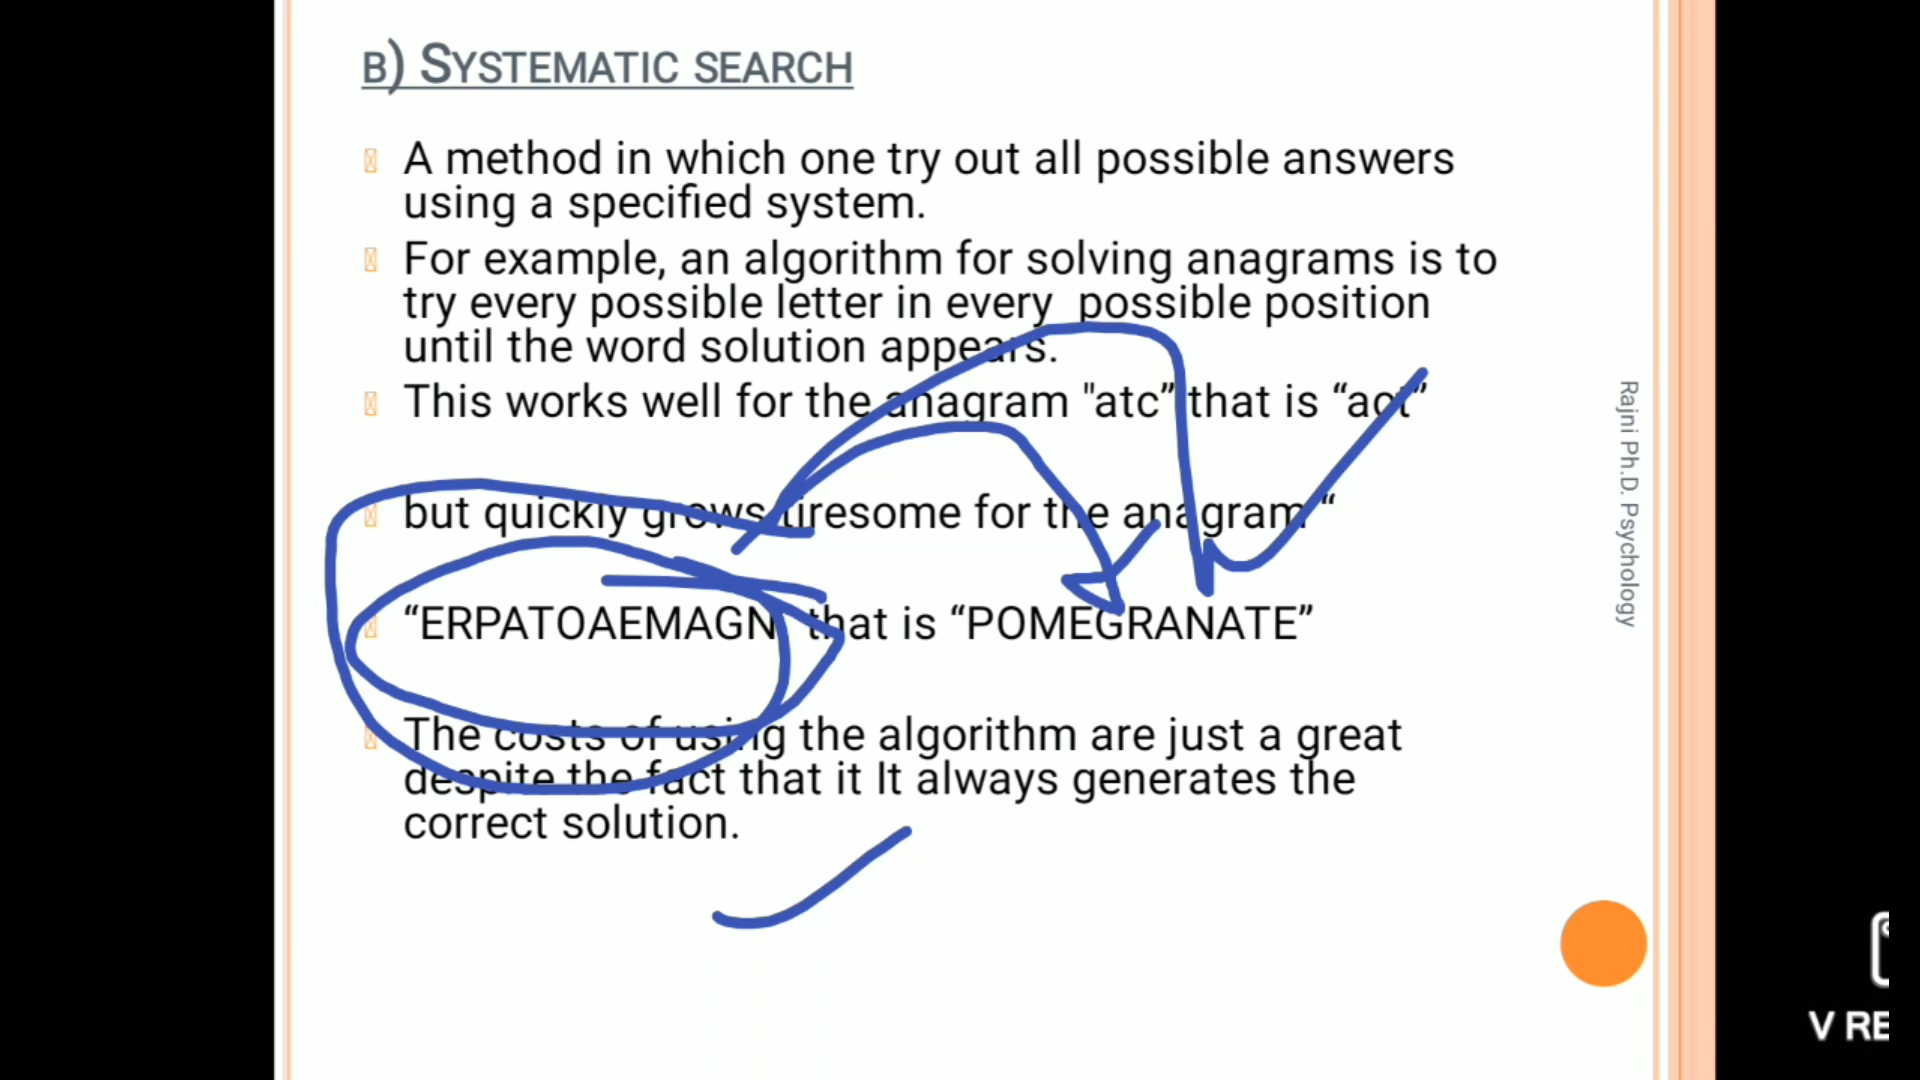 B) SYSTEMATIC SEARCH
A method in which one try out all possible answers
using a specified system.
For example, an algorithm for solving anagrams is to
try every possible letter in every possible position
until the word solution appears.
This works well for the anagram "atc” that is “act”
but quickly grows tiresome for the anagram “
“ERPATOAEMAGN” that is “POMEGRANATE”
The costs of using the algorithm are just a great
despite the fact that it It always generates the
correct solution.
Rajni Ph.D. Psychology
V RE